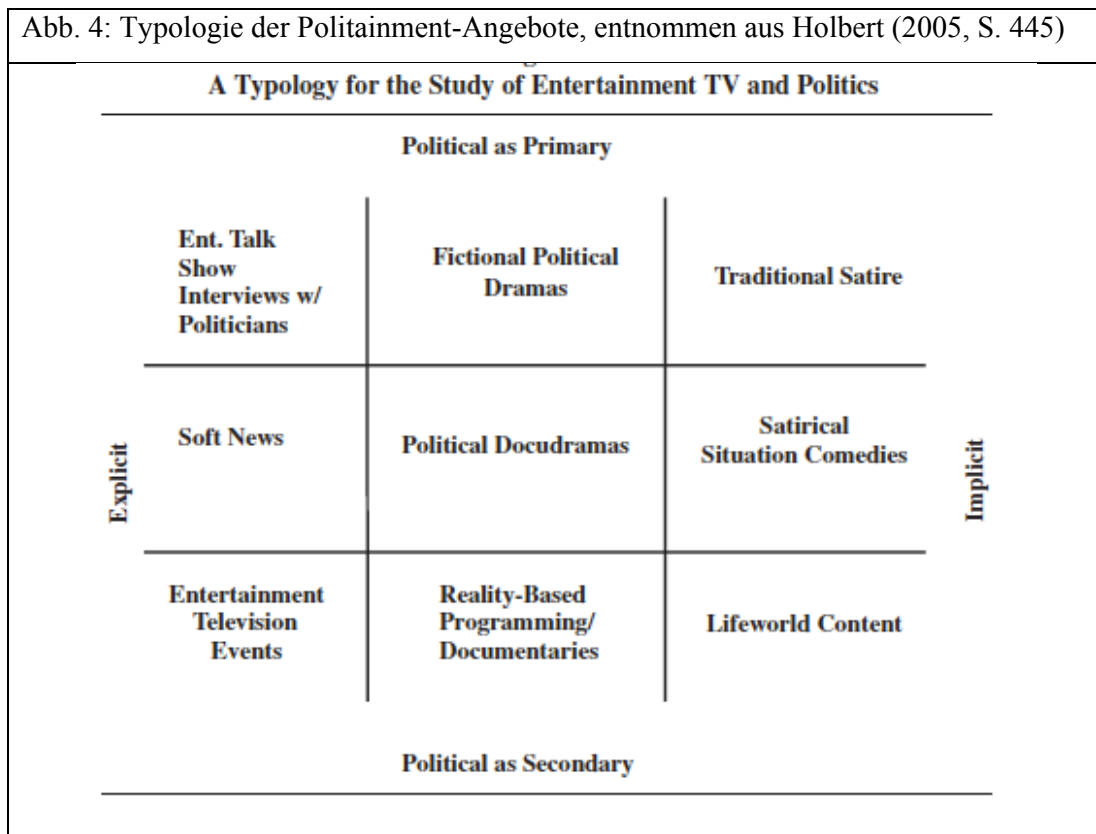 Abb. 4: Typologie der Politainment-Angebote, entnommen aus Holbert (2005, S. 445)
A Typology for the Study of Entertainment TV and Politics
Political as Primary
Ent. Talk
Show
Interviews w/
Politicians
Fictional Political
Dramas
Traditional Satire
Explicit
Soft News
Political Docudramas
Satirical
Situation Comedies
Implicit
Entertainment
Television
Events
Reality-Based
Programming/
Documentaries
Lifeworld Content
Political as Secondary